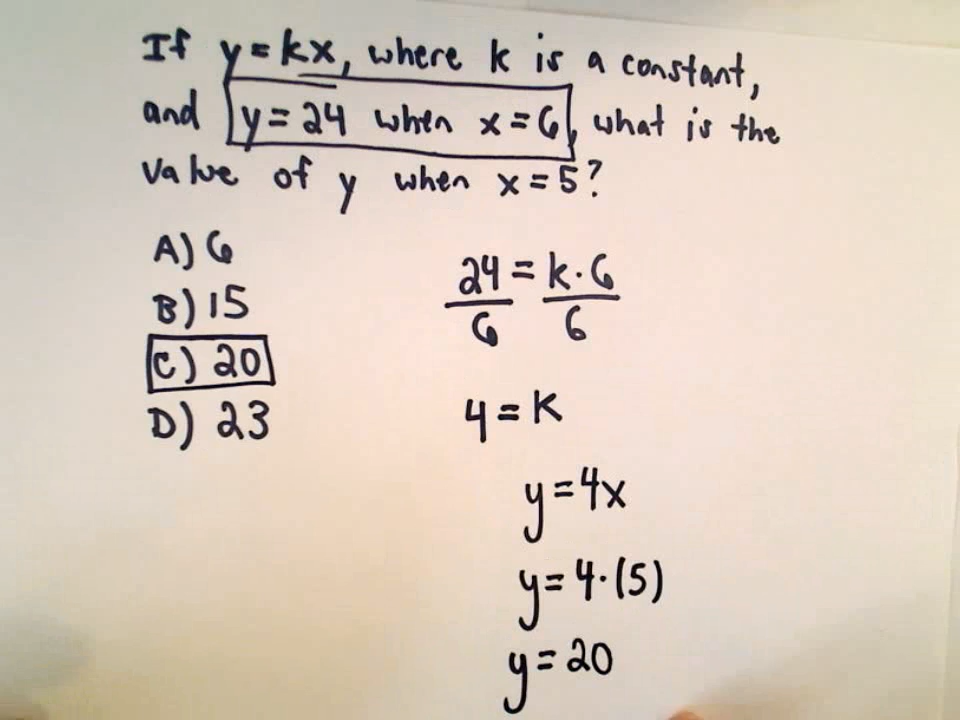 If y = kx, where k is a constant,
and y = 24 when x = 6, what is the
value of y when x = 5?
A) 6
B) 15
C) 20
D) 23
24 = k · 6
6 6
4 = K
y = 4x
y = 4 · (5)
y = 20